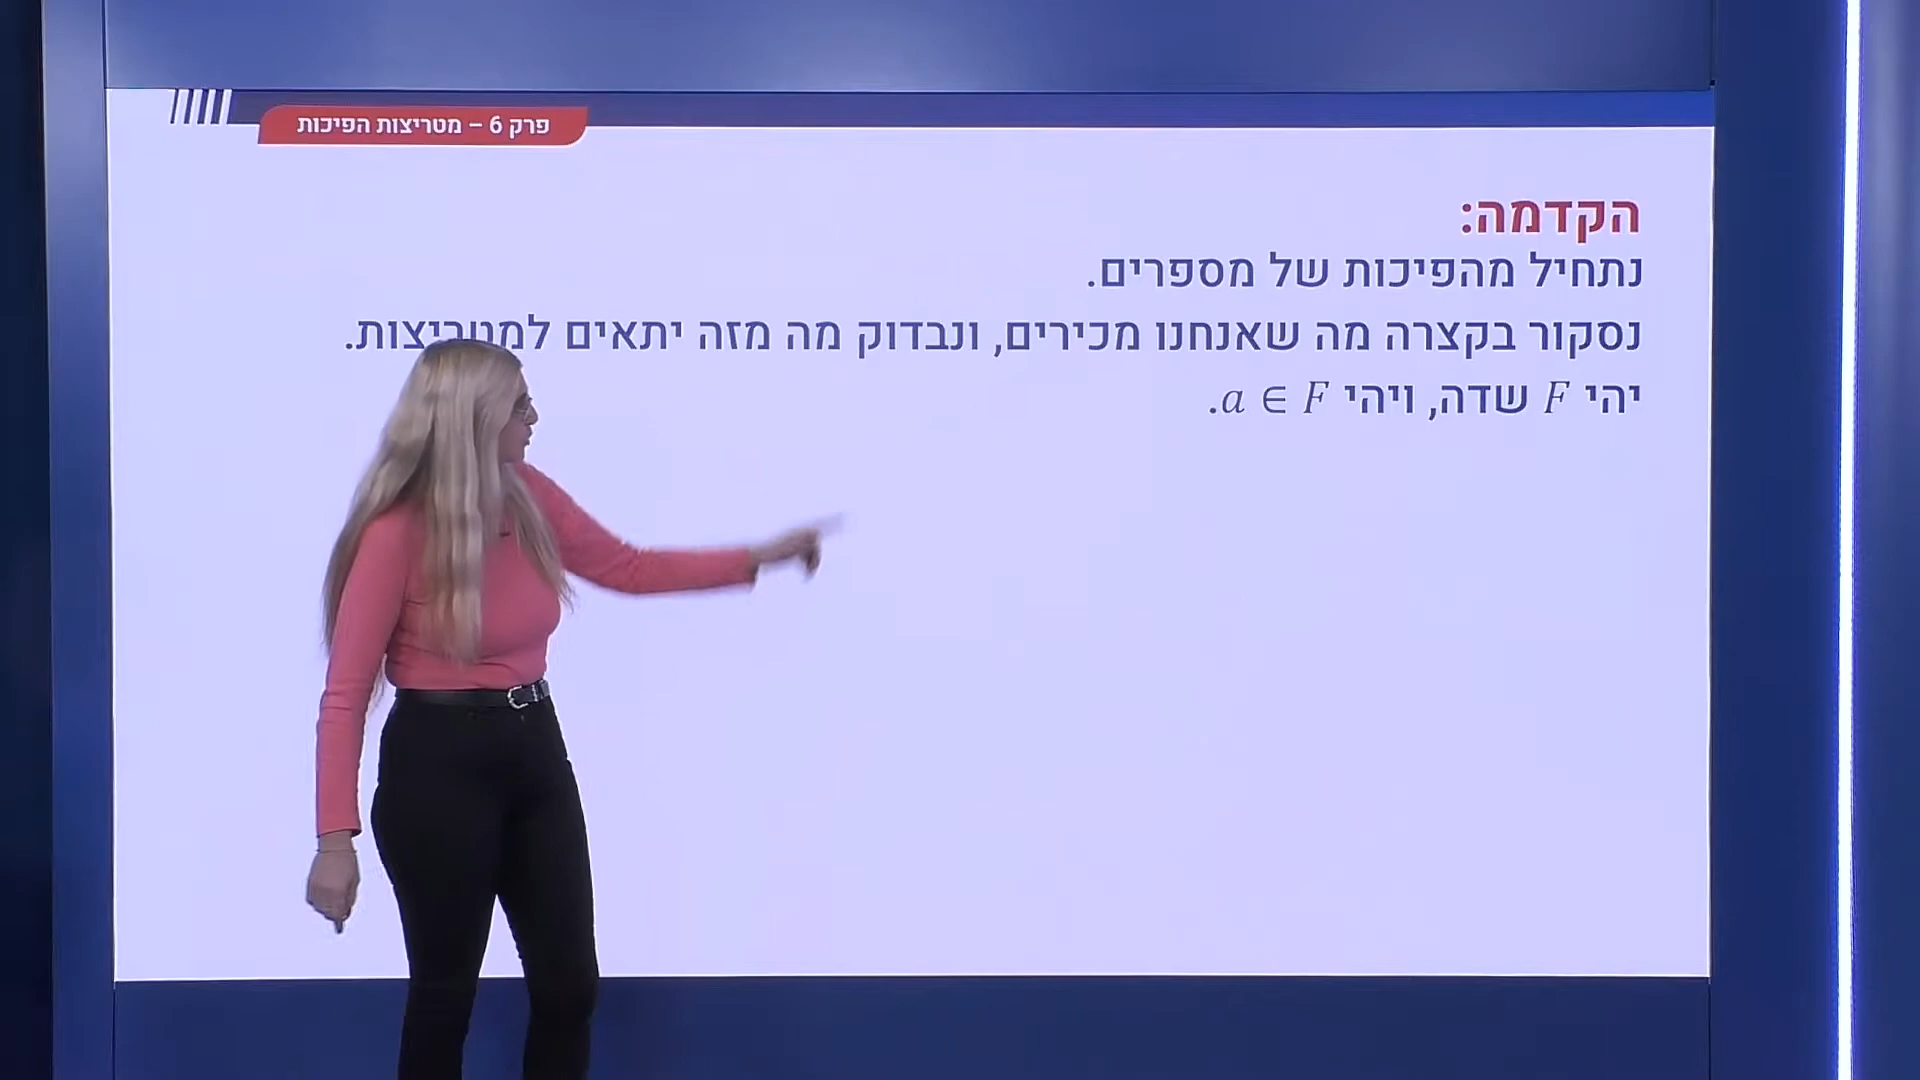 פרק 6 – מטריצות הפיכות
הקדמה:
נתחיל מהפיכות של מספרים.
נסקור בקצרה מה שאנחנו מכירים, ונבדוק מה מזה יתאים למטריצות.
יהי F שדה, ויהי a ∈ F.